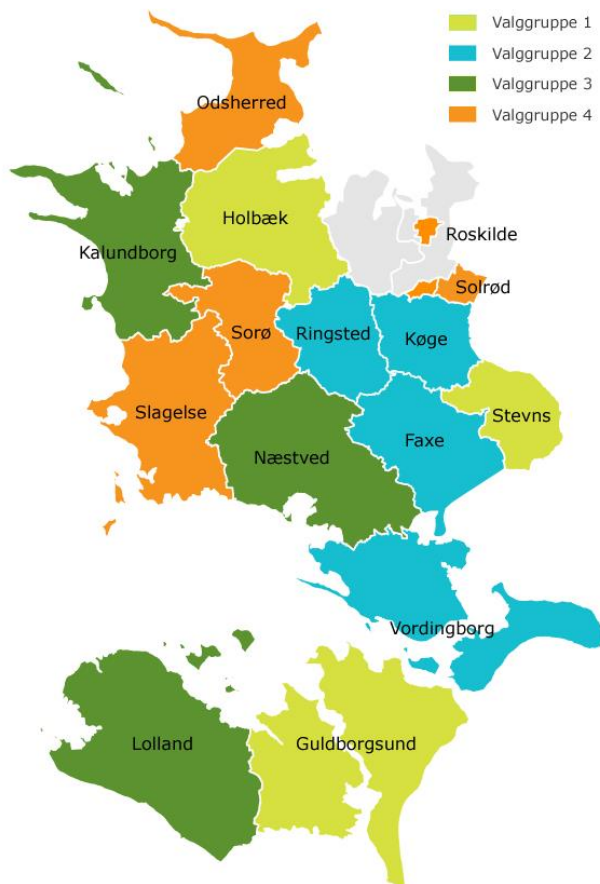 Valggruppe 1
Valggruppe 2
Valggruppe 3
Valggruppe 4
Odsherred
Holbæk
Roskilde
Kalundborg
Solrød
Sorø
Ringsted
Køge
Slagelse
Stevns
Faxe
Næstved
Vordingborg
Lolland
Guldborgsund